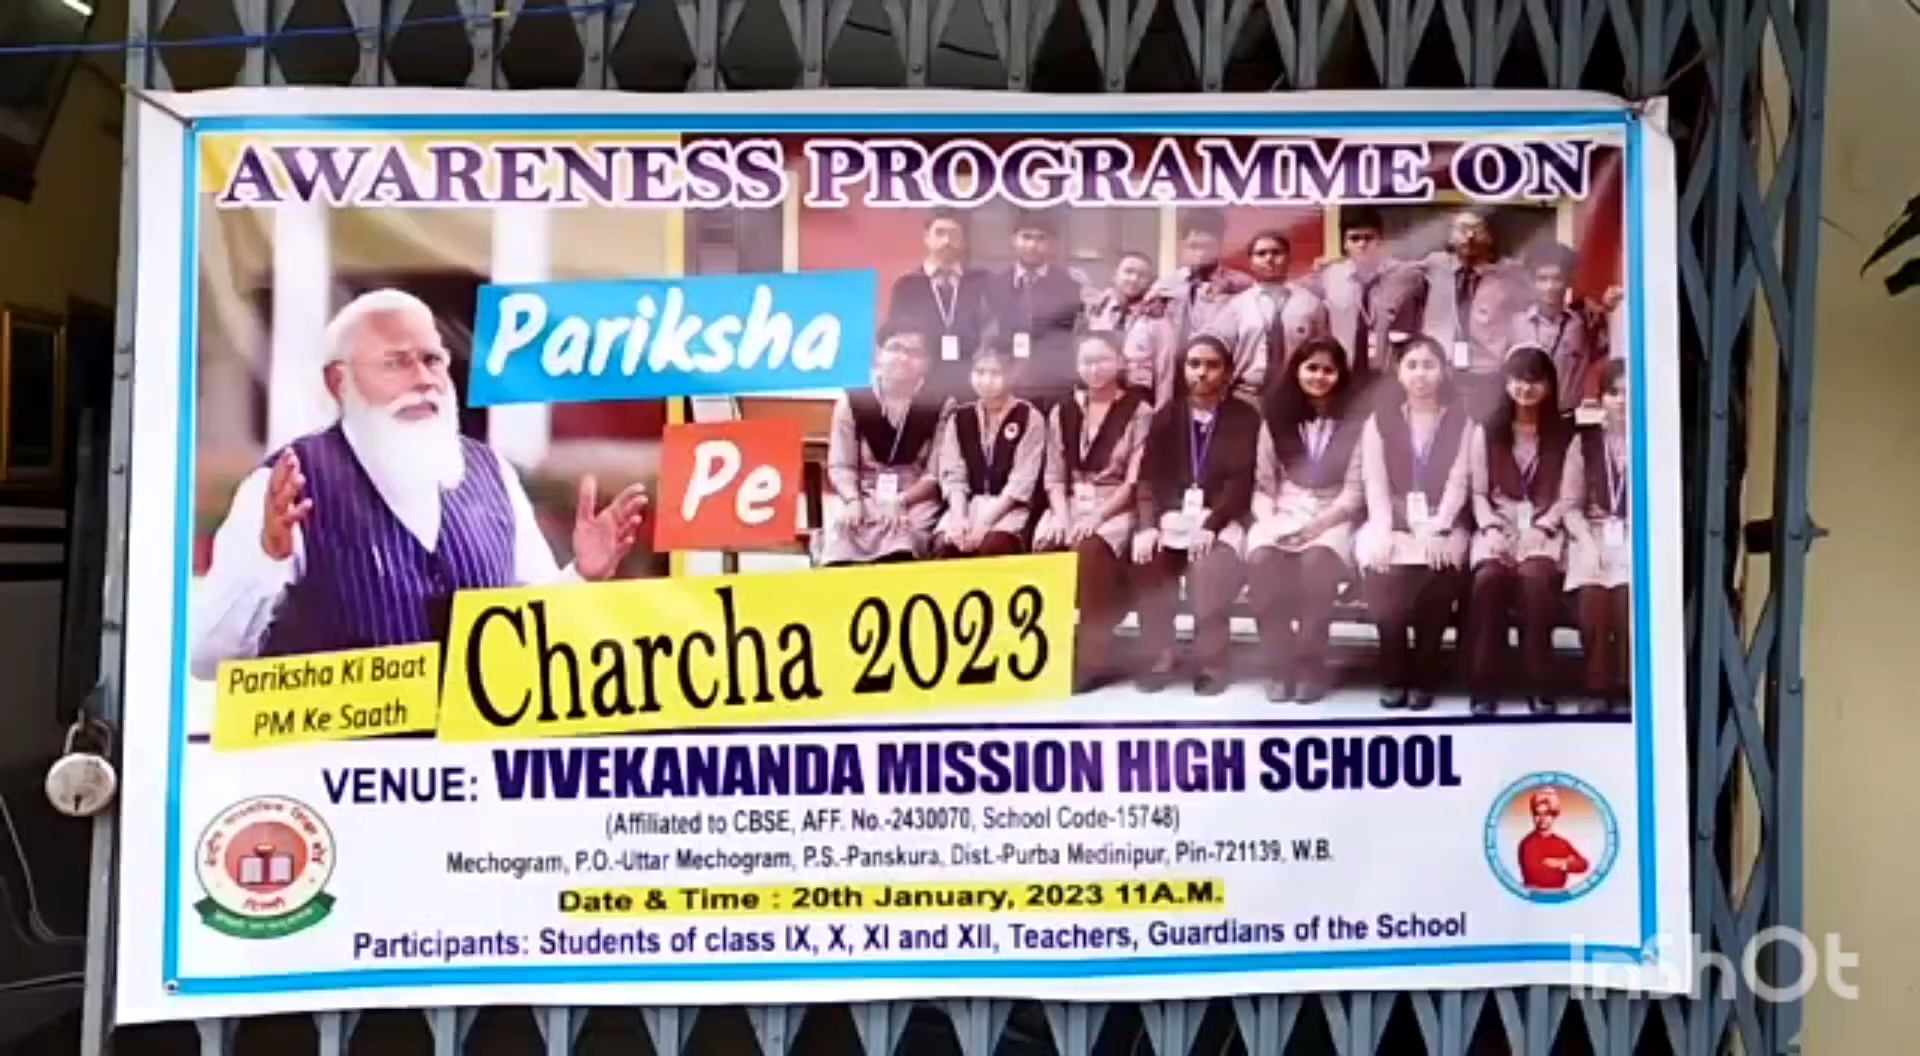 AWARENESS PROGRAMME ON
Pariksha
Pe
Charcha 2023
Pariksha Ki Baat
PM Ke Saath
VENUE: VIVEKANANDA MISSION HIGH SCHOOL
(Affiliated to CBSE, AFF. No.-2430070, School Code-15748)
Mechogram, P.O.-Uttar Mechogram, P.S.-Panskura, Dist.-Purba Medinipur, Pin-721139, W.B.
Date & Time : 20th January, 2023 11A.M.
Participants: Students of class IX, X, XI and XII, Teachers, Guardians of the School
InShOt